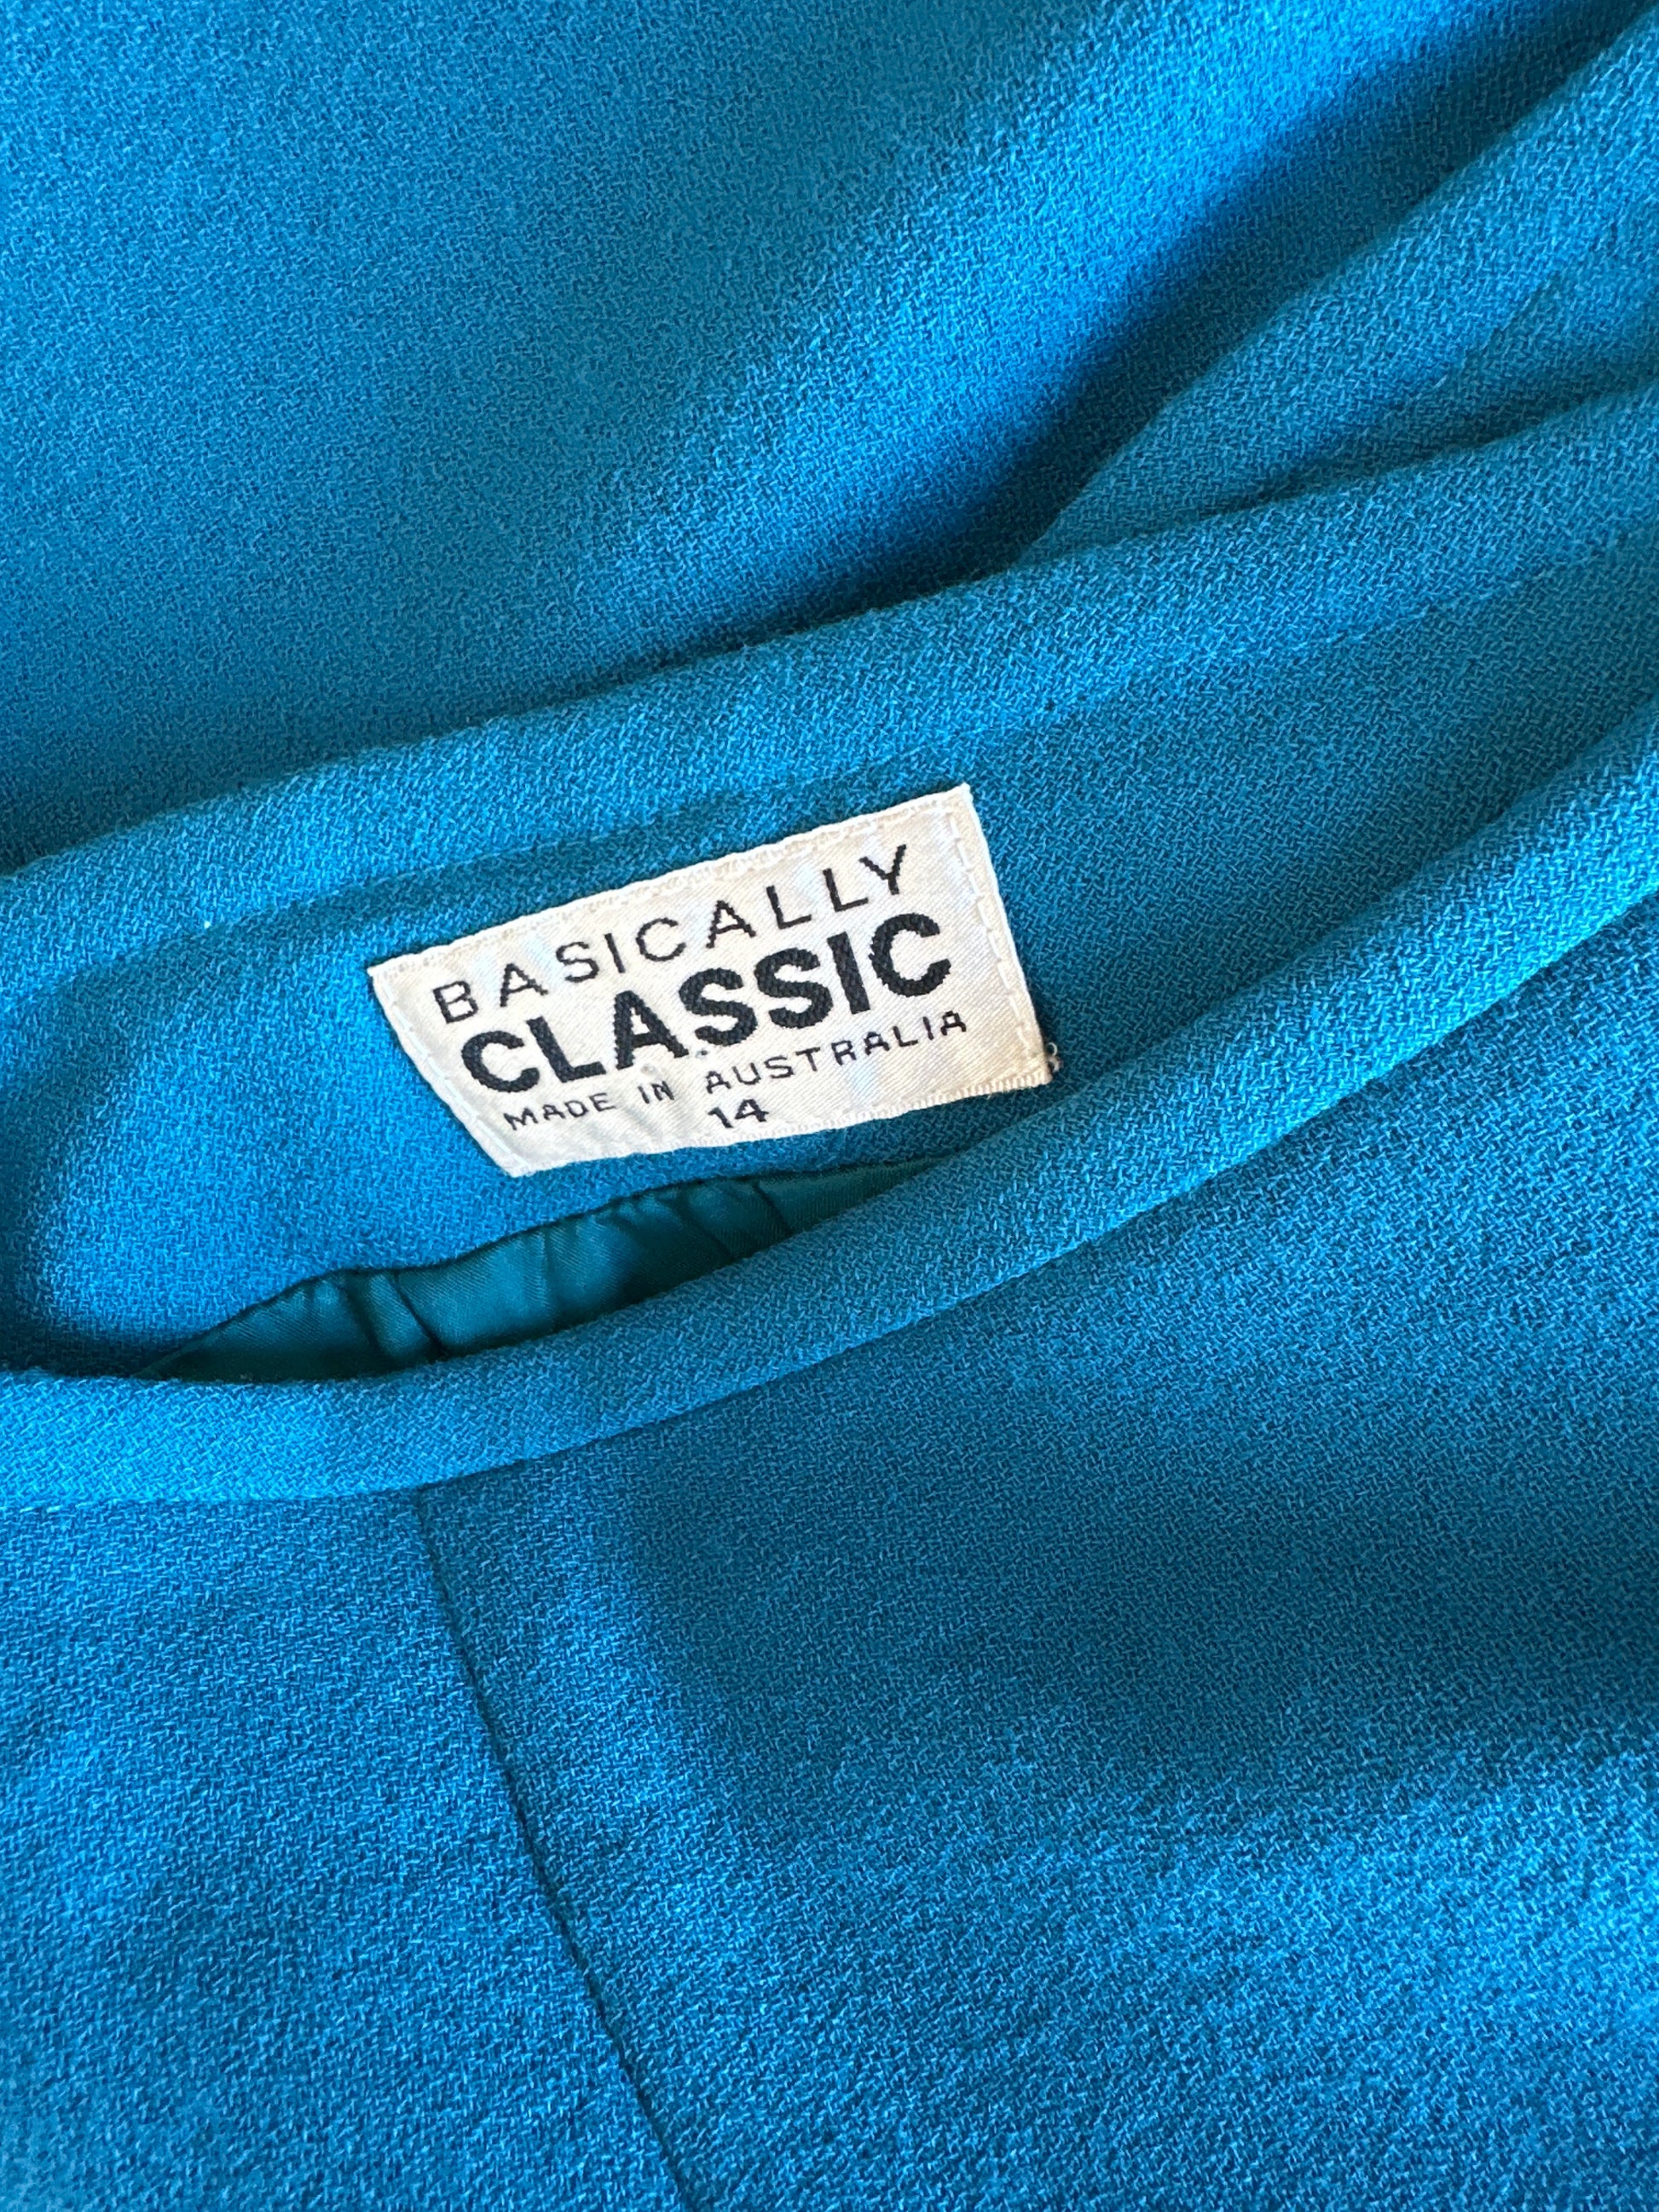 BASICALLY
CLASSIC
MADE IN AUSTRALIA
14